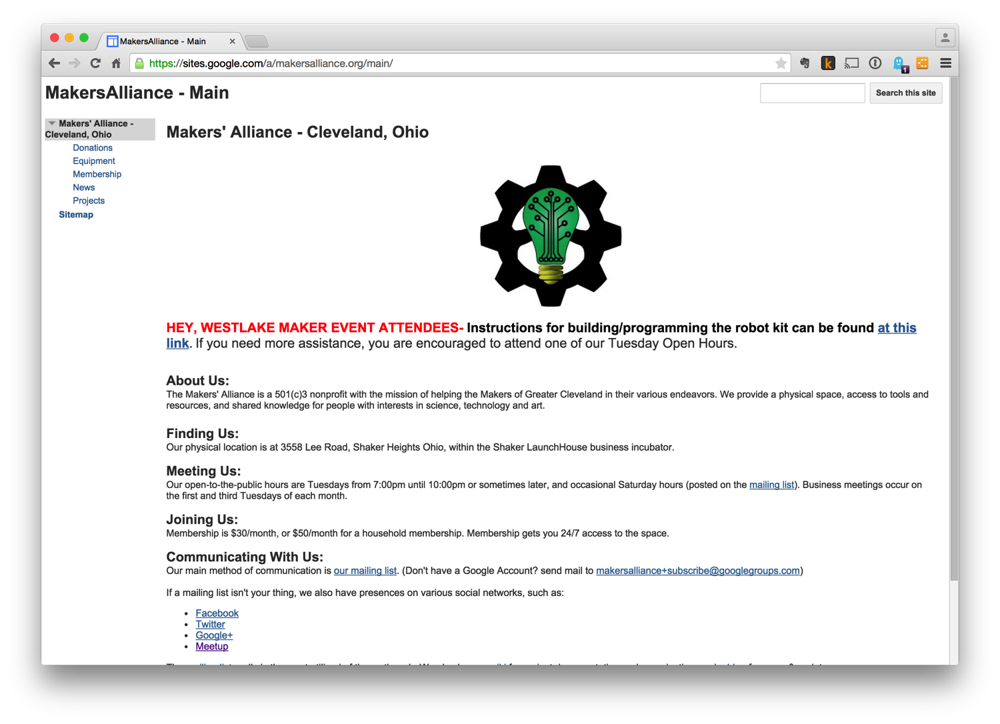 MakersAlliance - Main
https://sites.google.com/a/makersalliance.org/main/
1
MakersAlliance - Main
Search this site
Makers' Alliance -
Cleveland, Ohio
Donations
Equipment
Membership
News
Projects
Sitemap
Makers' Alliance - Cleveland, Ohio
HEY, WESTLAKE MAKER EVENT ATTENDEES- Instructions for building/programming the robot kit can be found at this
link. If you need more assistance, you are encouraged to attend one of our Tuesday Open Hours.
About Us:
The Makers' Alliance is a 501(c)3 nonprofit with the mission of helping the Makers of Greater Cleveland in their various endeavors. We provide a physical space, access to tools and
resources, and shared knowledge for people with interests in science, technology and art.
Finding Us:
Our physical location is at 3558 Lee Road, Shaker Heights Ohio, within the Shaker LaunchHouse business incubator.
Meeting Us:
Our open-to-the-public hours are Tuesdays from 7:00pm until 10:00pm or sometimes later, and occasional Saturday hours (posted on the mailing list). Business meetings occur on
the first and third Tuesdays of each month.
Joining Us:
Membership is $30/month, or $50/month for a household membership. Membership gets you 24/7 access to the space.
Communicating With Us:
Our main method of communication is our mailing list. (Don't have a Google Account? send mail to makersalliance+subscribe@googlegroups.com)
If a mailing list isn't your thing, we also have presences on various social networks, such as:
Facebook
Twitter
Google+
Meetup